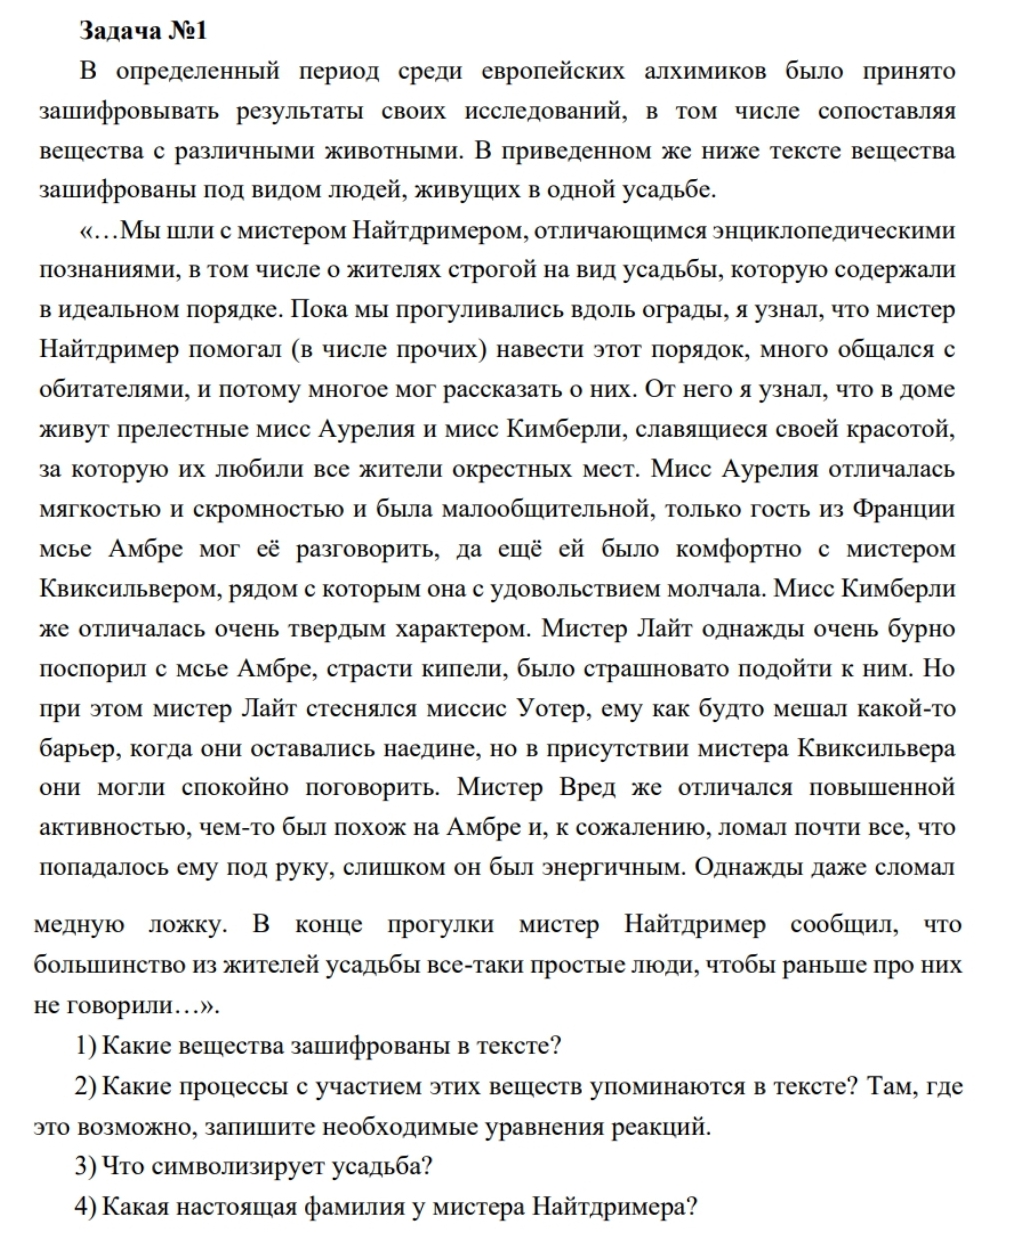 Задача №1
В определенный период среди европейских алхимиков было принято
зашифровывать результаты своих исследований, в том числе сопоставляя
вещества с различными животными. В приведенном же ниже тексте вещества
зашифрованы под видом людей, живущих в одной усадьбе.
«…Мы шли с мистером Найтдримером, отличающимся энциклопедическими
познаниями, в том числе о жителях строгой на вид усадьбы, которую содержали
в идеальном порядке. Пока мы прогуливались вдоль ограды, я узнал, что мистер
Найтдример помогал (в числе прочих) навести этот порядок, много общался с
обитателями, и потому многое мог рассказать о них. От него я узнал, что в доме
живут прелестные мисс Аурелия и мисс Кимберли, славящиеся своей красотой,
за которую их любили все жители окрестных мест. Мисс Аурелия отличалась
мягкостью и скромностью и была малообщительной, только гость из Франции
мсье Амбре мог её разговорить, да ещё ей было комфортно с мистером
Квиксильвером, рядом с которым она с удовольствием молчала. Мисс Кимберли
же отличалась очень твердым характером. Мистер Лайт однажды очень бурно
поспорил с мсье Амбре, страсти кипели, было страшновато подойти к ним. Но
при этом мистер Лайт стеснялся миссис Уотер, ему как будто мешал какой-то
барьер, когда они оставались наедине, но в присутствии мистера Квиксильвера
они могли спокойно поговорить. Мистер Вред же отличался повышенной
активностью, чем-то был похож на Амбре и, к сожалению, ломал почти все, что
попадалось ему под руку, слишком он был энергичным. Однажды даже сломал
медную ложку. В конце прогулки мистер Найтдример сообщил, что
большинство из жителей усадьбы все-таки простые люди, чтобы раньше про них
не говорили…».
1) Какие вещества зашифрованы в тексте?
2) Какие процессы с участием этих веществ упоминаются в тексте? Там, где
это возможно, запишите необходимые уравнения реакций.
3) Что символизирует усадьба?
4) Какая настоящая фамилия у мистера Найтдримера?